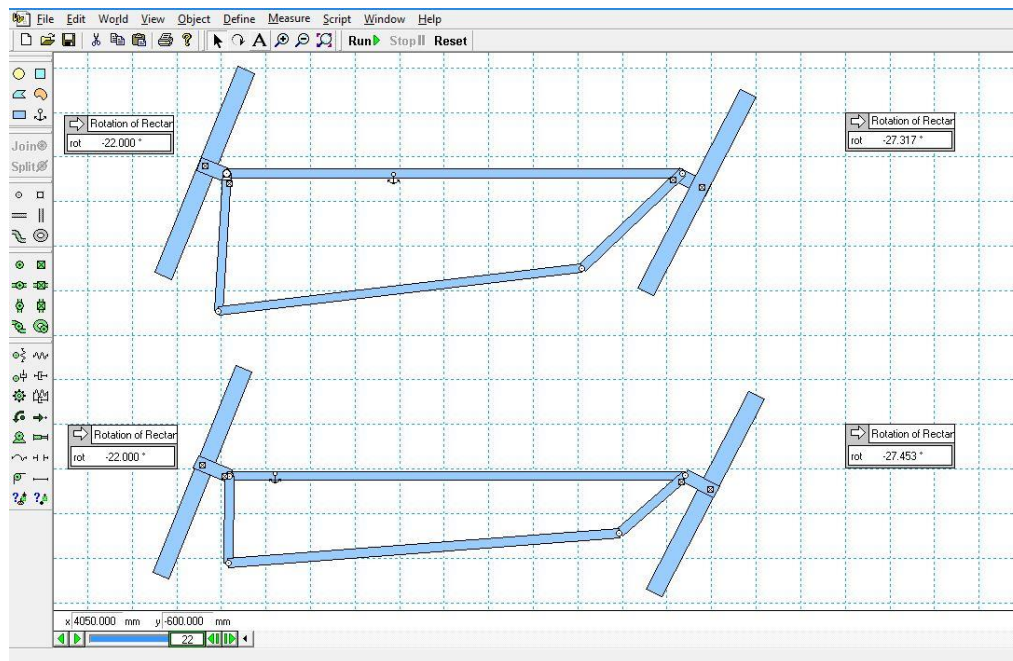 File Edit World View Object Define Measure Script Window Help
Run Stop Reset
Join
Split
Rotation of Rectar
rot -22.000 °
Rotation of Rectar
rot -27.317 °
Rotation of Rectar
rot -22.000 °
Rotation of Rectar
rot -27.453 °
x 4050.000 mm y -600.000 mm
22